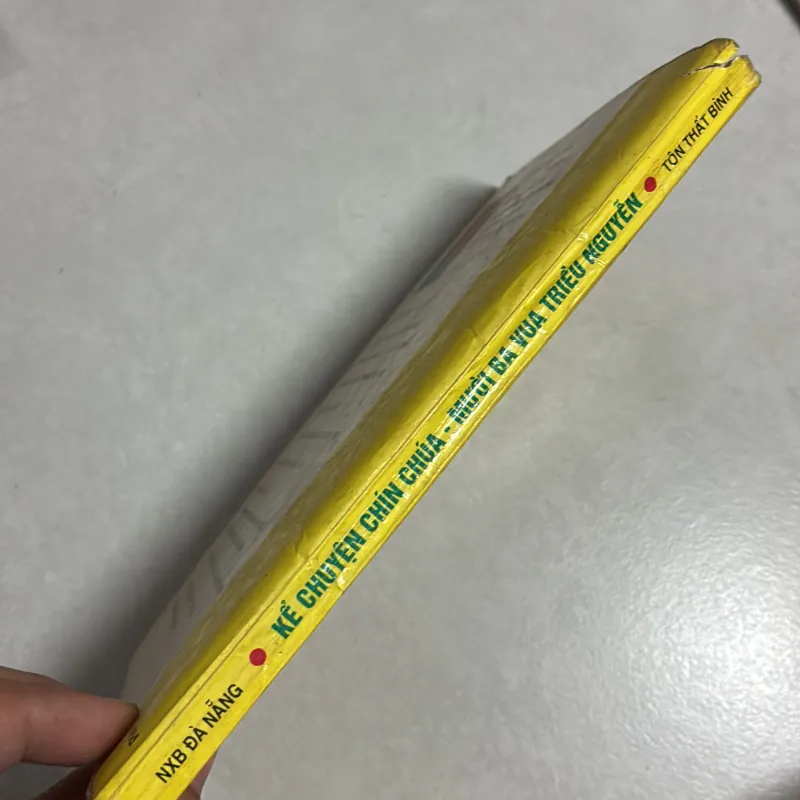 NXB ĐÀ NẴNG • KỂ CHUYỆN CHÍN CHÚA - MƯỜI BA VUA TRIỀU NGUYỄN • TÔN THẤT BÌNH